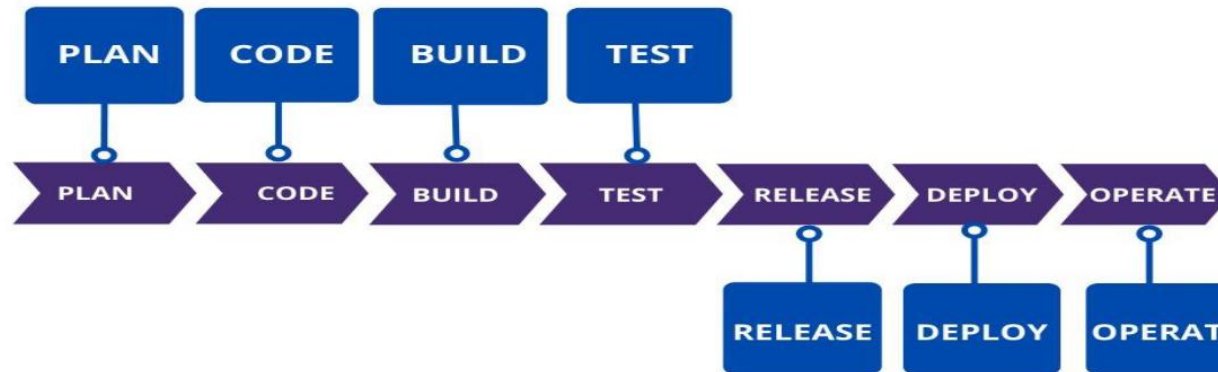 PLAN CODE BUILD TEST
PLAN CODE BUILD TEST RELEASE DEPLOY OPERATE
RELEASE DEPLOY OPERAT